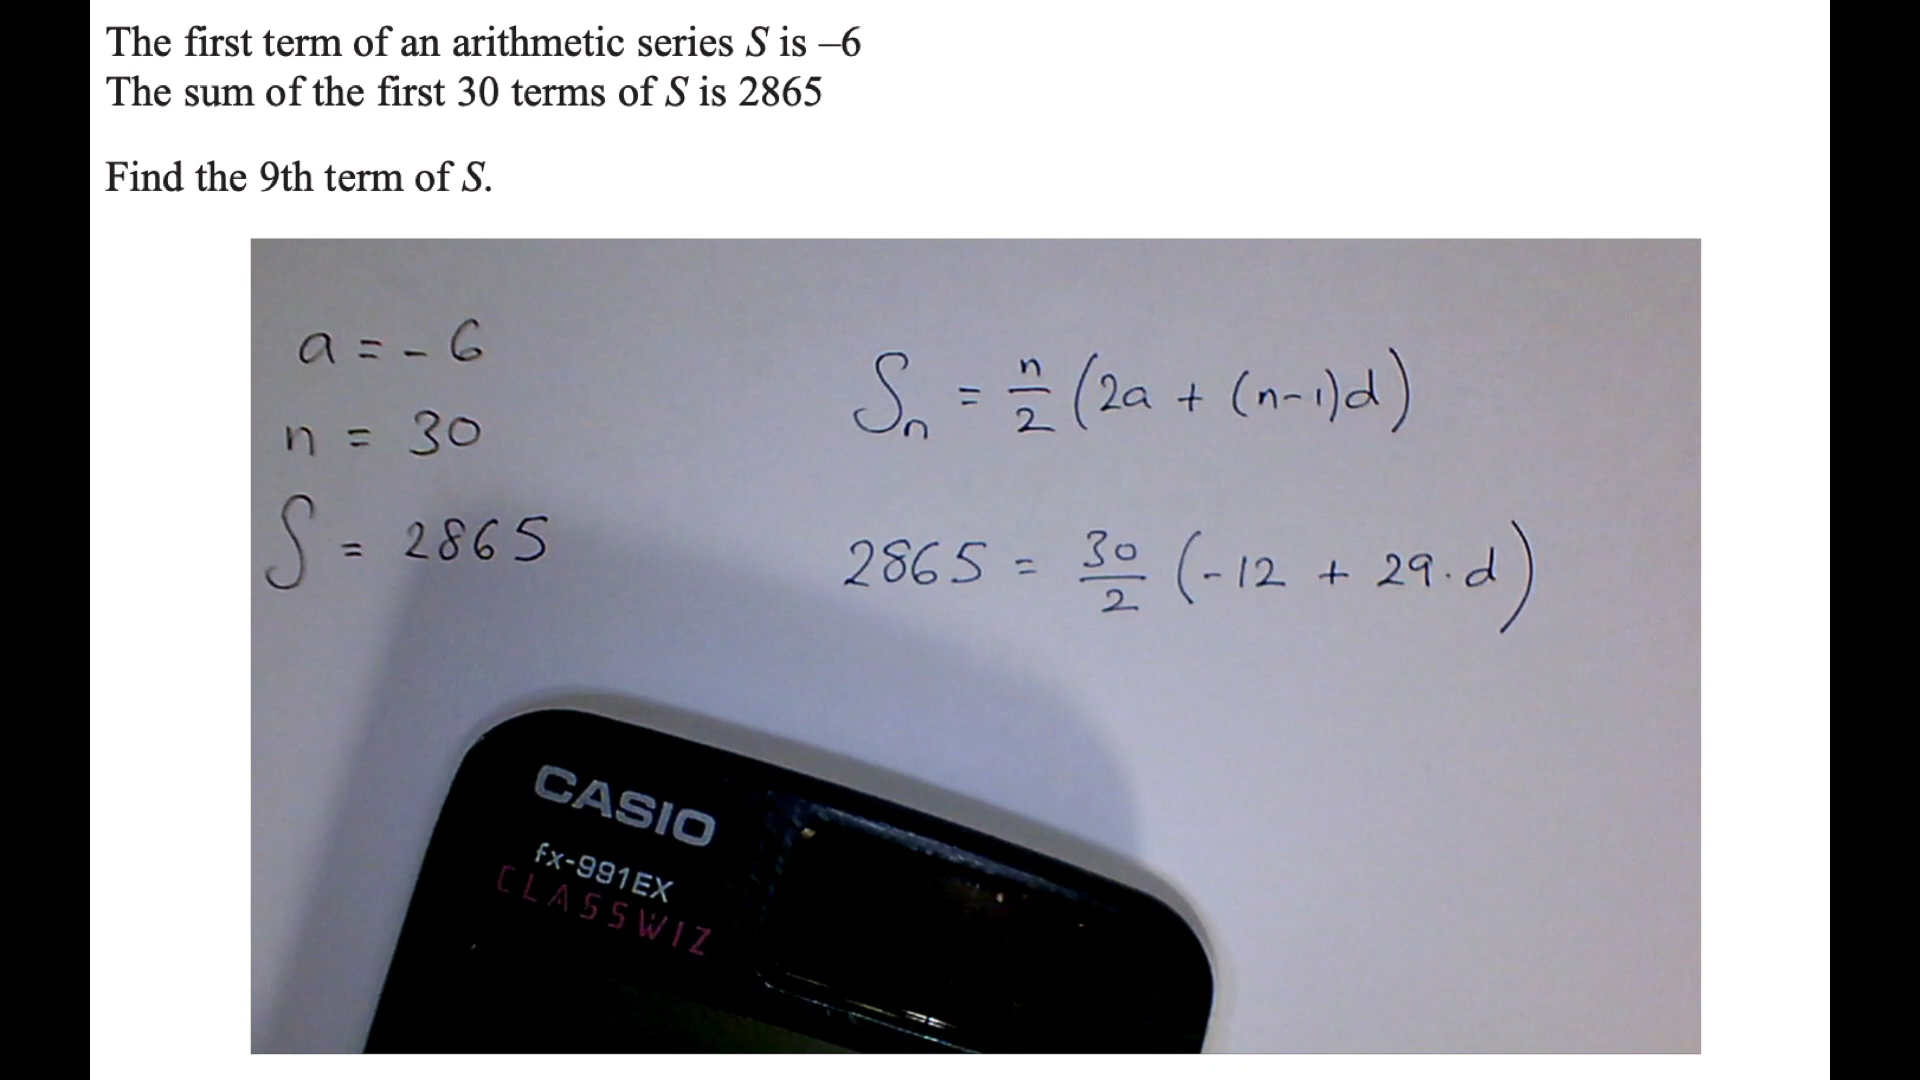 The first term of an arithmetic series S is –6
The sum of the first 30 terms of S is 2865
Find the 9th term of S.
a = - 6
n = 30
S = 2865
Sₙ = n/2 (2a + (n-1)d)
2865 = 30/2 (-12 + 29.d)
CASIO
fx-991EX
CLASSWIZ